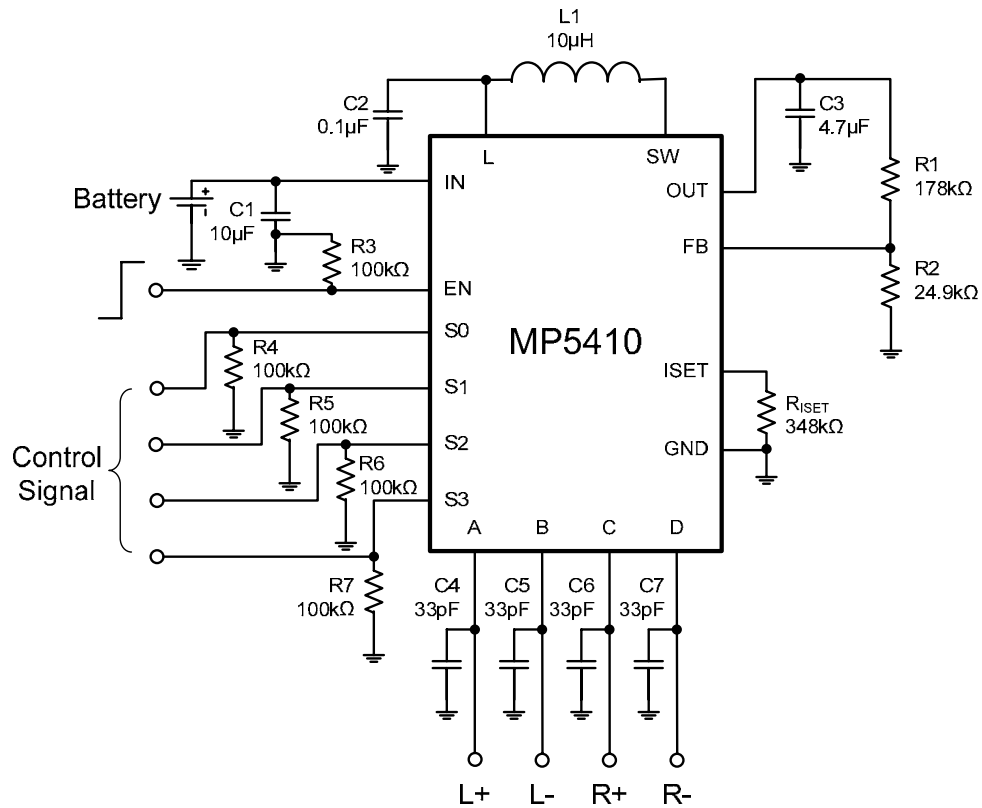 L1
10µH
C2
0.1µF
C3
4.7µF
L
SW
IN
OUT
R1
178kΩ
Battery
+
-
C1
10µF
R3
100kΩ
FB
R2
24.9kΩ
EN
S0
MP5410
R4
100kΩ
S1
ISET
R5
100kΩ
RISET
348kΩ
Control
Signal
S2
GND
R6
100kΩ
S3
A
B
C
D
R7
100kΩ
C4
33pF
C5
33pF
C6
33pF
C7
33pF
L+
L-
R+
R-